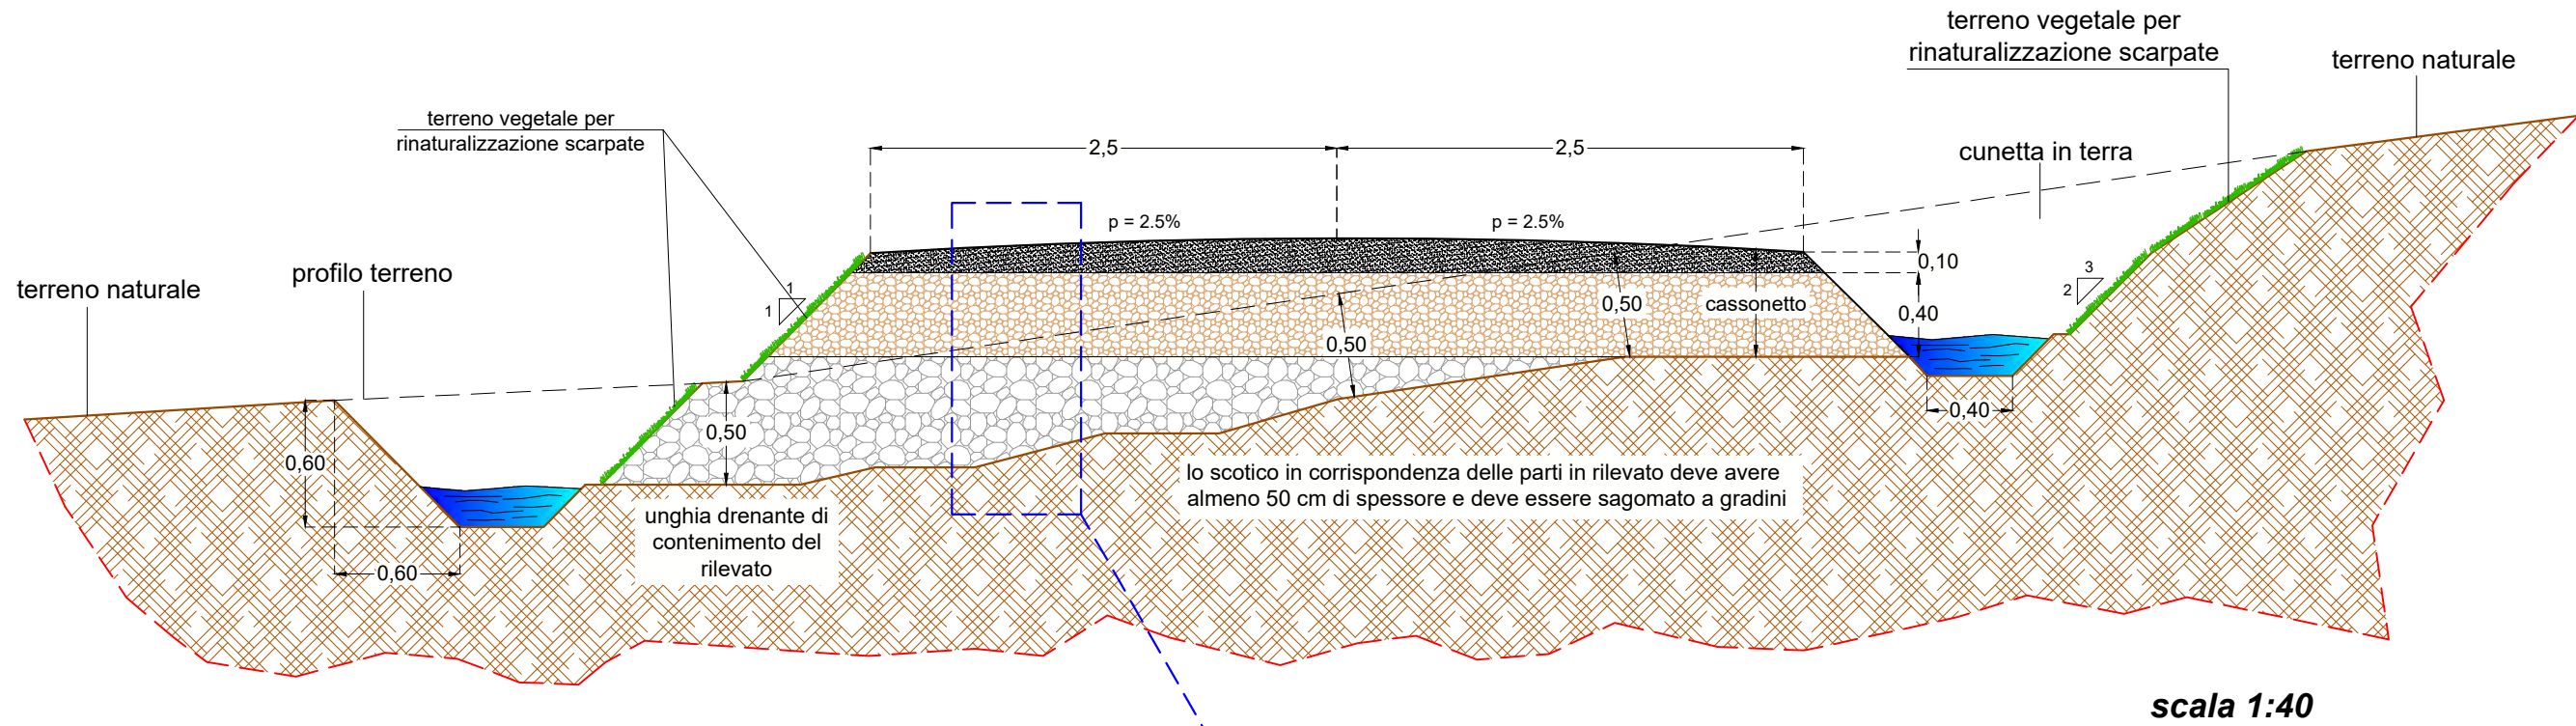 terreno vegetale per
rinaturalizzazione scarpate
terreno naturale
terreno vegetale per
rinaturalizzazione scarpate
2,5
2,5
cunetta in terra
p = 2.5%
p = 2.5%
terreno naturale
profilo terreno
1
1
0,10
3
2
0,50
cassonetto
0,40
0,50
0,50
0,40
0,60
lo scotico in corrispondenza delle parti in rilevato deve avere
almeno 50 cm di spessore e deve essere sagomato a gradini
unghia drenante di
contenimento del
rilevato
0,60
scala 1:40